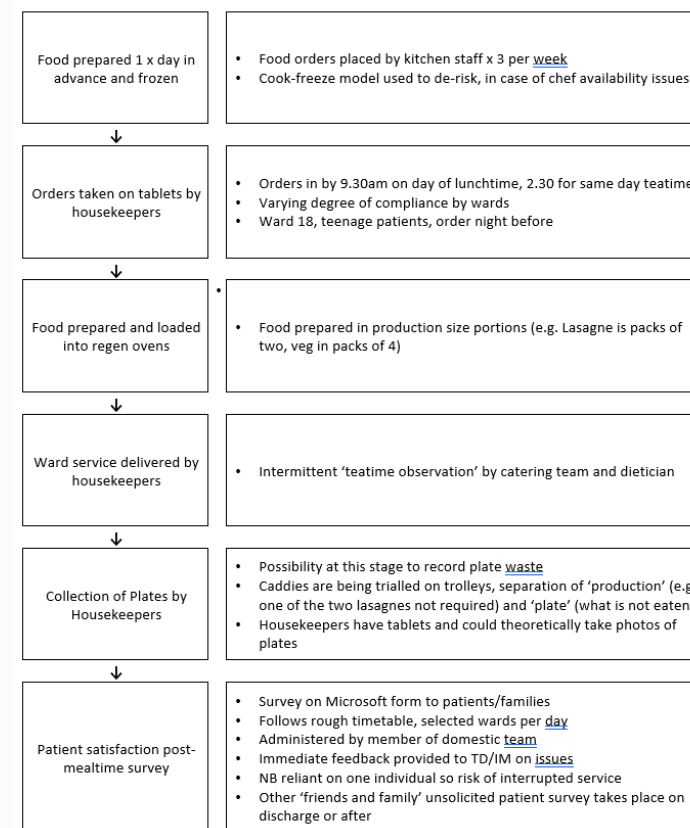 Food prepared 1 x day in
advance and frozen
• Food orders placed by kitchen staff x 3 per week
• Cook-freeze model used to de-risk, in case of chef availability issues
↓
Orders taken on tablets by
housekeepers
• Orders in by 9.30am on day of lunchtime, 2.30 for same day teatime
• Varying degree of compliance by wards
• Ward 18, teenage patients, order night before
↓
•
Food prepared and loaded
into regen ovens
• Food prepared in production size portions (e.g. Lasagne is packs of
two, veg in packs of 4)
↓
Ward service delivered by
housekeepers
• Intermittent ‘teatime observation’ by catering team and dietician
↓
Collection of Plates by
Housekeepers
• Possibility at this stage to record plate waste
• Caddies are being trialled on trolleys, separation of ‘production’ (e.g
one of the two lasagnes not required) and ‘plate’ (what is not eaten
• Housekeepers have tablets and could theoretically take photos of
plates
↓
Patient satisfaction post-
mealtime survey
• Survey on Microsoft form to patients/families
• Follows rough timetable, selected wards per day
• Administered by member of domestic team
• Immediate feedback provided to TD/IM on issues
• NB reliant on one individual so risk of interrupted service
• Other ‘friends and family’ unsolicited patient survey takes place on
discharge or after